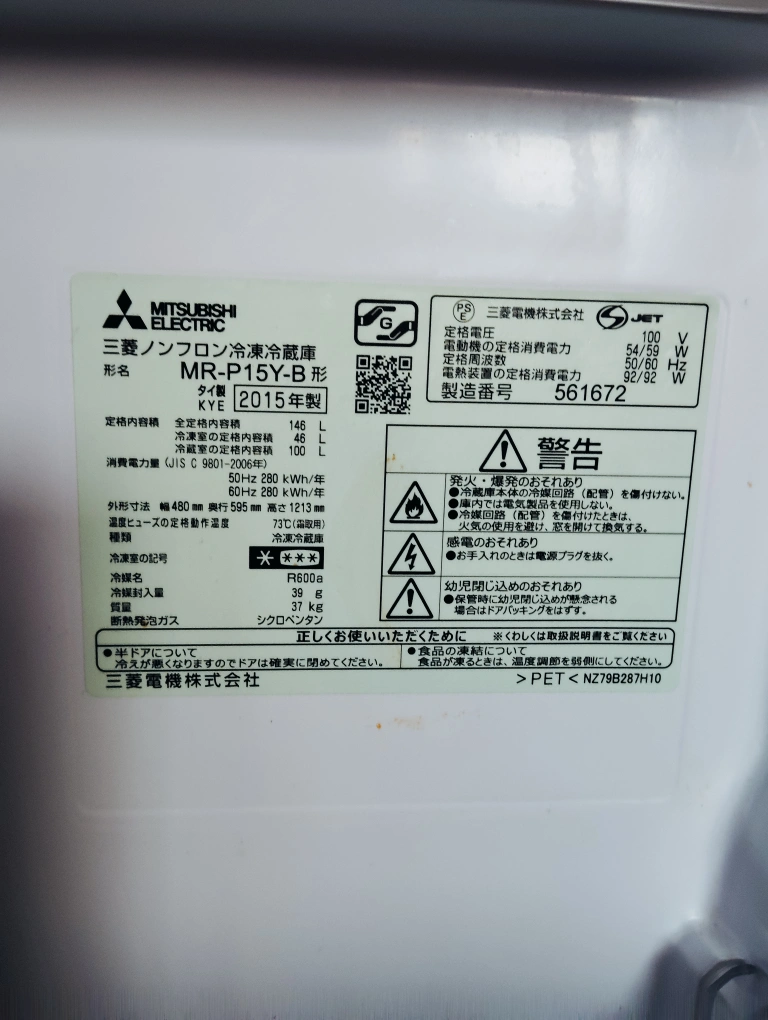 MITSUBISHI
ELECTRIC
三菱ノンフロン冷凍冷蔵庫
形名 MR-P15Y-B 形
タイ製
KYE 2015年製
定格内容積 全定格内容積 146 L
冷凍室の定格内容積 46 L
冷蔵室の定格内容積 100 L
消費電力量 (JIS C 9801-2006年)
50Hz 280 kWh/年
60Hz 280 kWh/年
外形寸法 幅 480 mm 奥行 595 mm 高さ 1213 mm
温度ヒューズの定格動作温度 73℃(霜取用)
種類 冷凍冷蔵庫
冷凍室の記号
冷媒名 R600a
冷媒封入量 39 g
質量 37 kg
断熱発泡ガス シクロペンタン
G
PS
E
三菱電機株式会社
S JET
定格電圧 100 V
電動機の定格消費電力 54/59 W
定格周波数 50/60 Hz
電熱装置の定格消費電力 92/92 W
製造番号 561672
警告
発火・爆発のおそれあり
●冷蔵庫本体の冷媒回路(配管)を傷付けない。
●庫内では電気製品を使用しない。
●冷媒回路(配管)を傷付けたときは、
火気の使用を避け、窓を開けて換気する。
感電のおそれあり
●お手入れのときは電源プラグを抜く。
幼児閉じ込めのおそれあり
●保管時に幼児閉じ込めが懸念される
場合はドアパッキングをはずす。
正しくお使いいただくために ※くわしくは取扱説明書をご覧ください
●半ドアについて
冷えが悪くなりますのでドアは確実に閉めてください。
●食品の凍結について
食品が凍るときは、温度調節を弱側にしてください。
三菱電機株式会社
>PET< NZ79B287H10